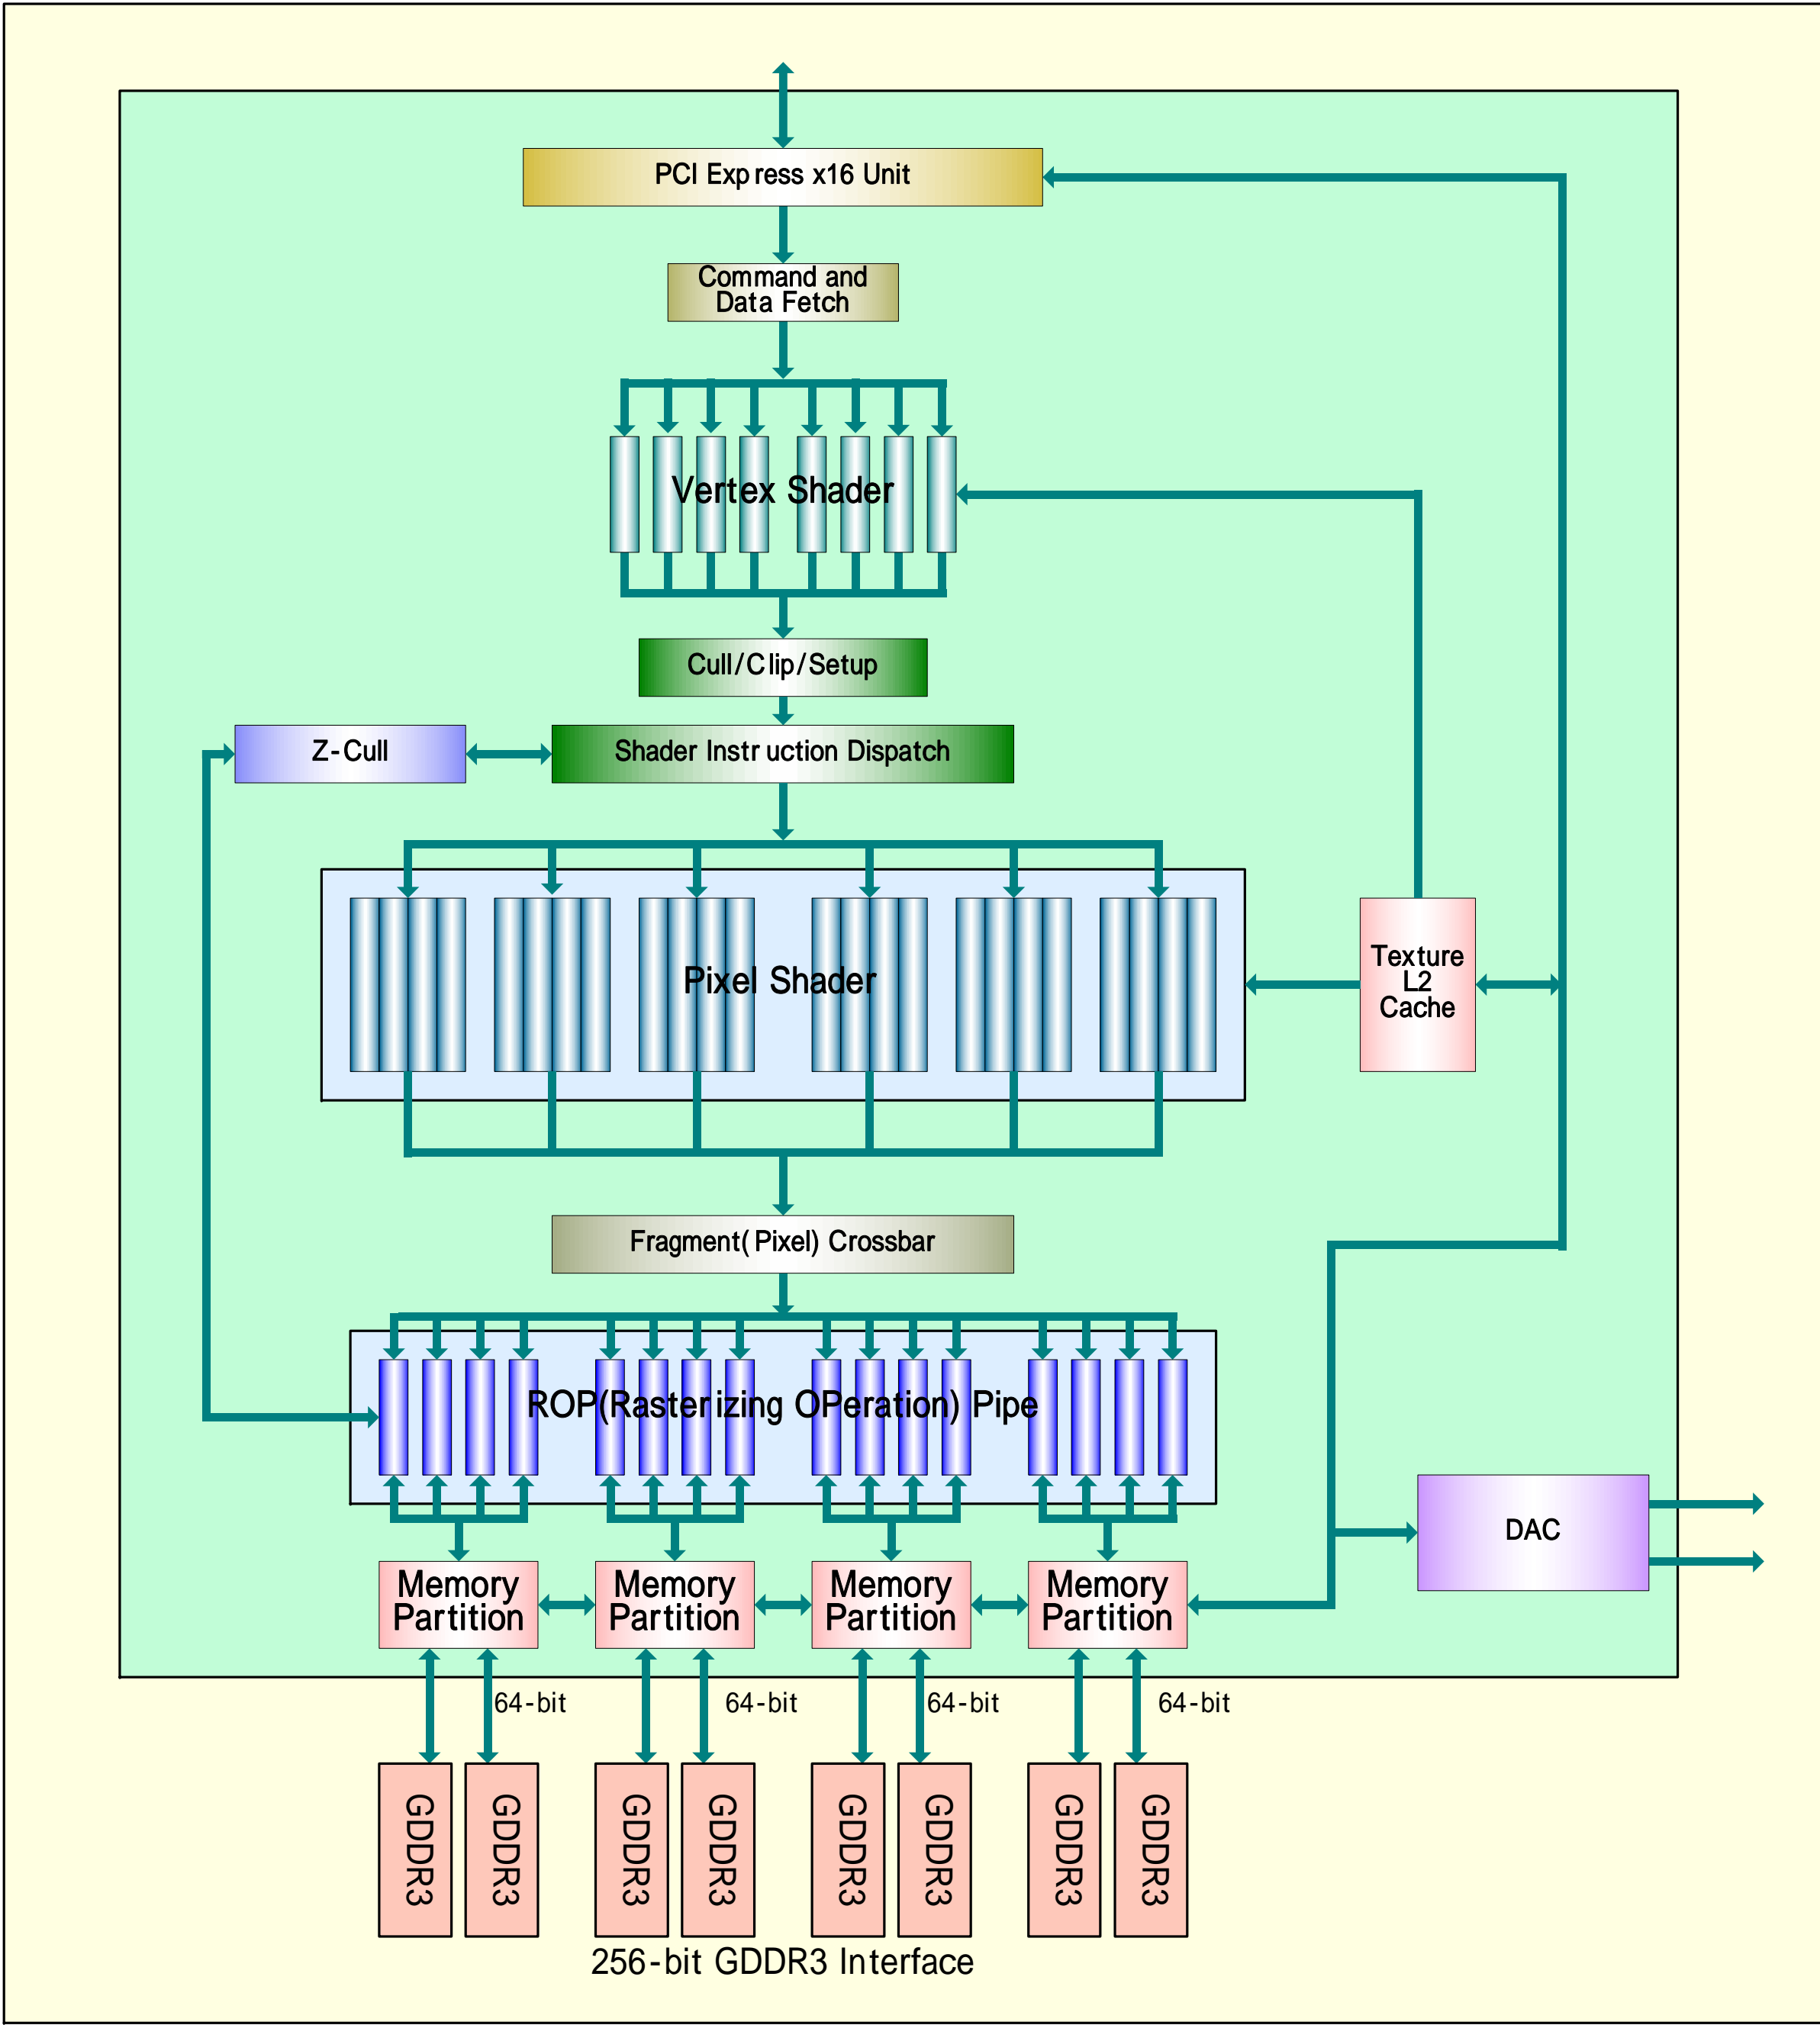 PCI Express x16 Unit
Command and
Data Fetch
Vertex Shader
Cull/Clip/Setup
Z-Cull
Shader Instruction Dispatch
Pixel Shader
Texture
L2
Cache
Fragment(Pixel) Crossbar
ROP(Rasterizing OPeration) Pipe
DAC
Memory
Partition
Memory
Partition
Memory
Partition
Memory
Partition
64-bit
64-bit
64-bit
64-bit
GDDR3
GDDR3
GDDR3
GDDR3
GDDR3
GDDR3
GDDR3
GDDR3
256-bit GDDR3 Interface